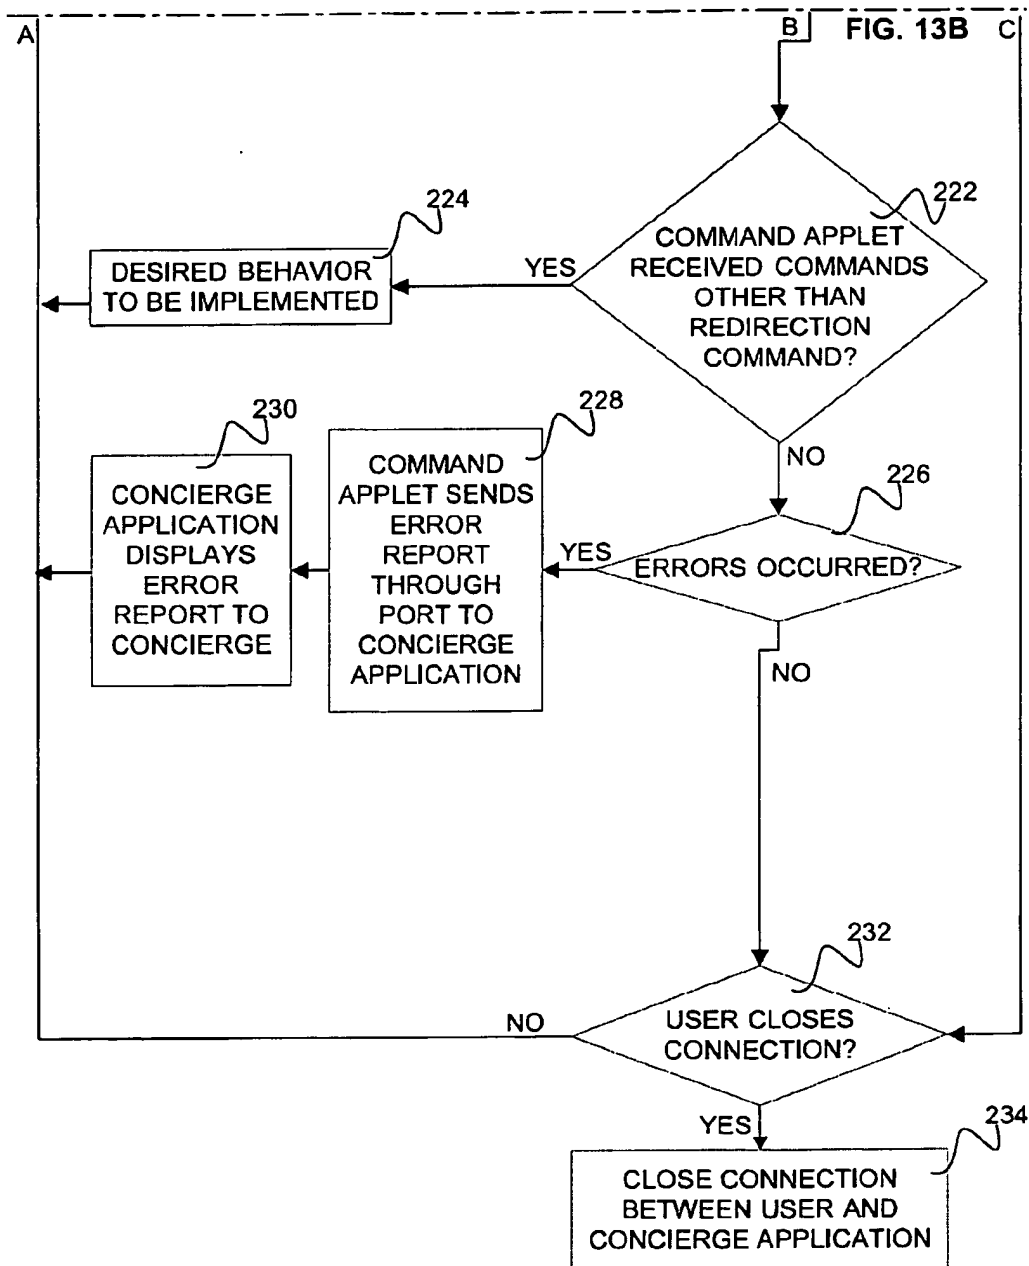 A
B
FIG. 13B
C
222
COMMAND APPLET
RECEIVED COMMANDS
OTHER THAN
REDIRECTION
COMMAND?
224
YES
DESIRED BEHAVIOR
TO BE IMPLEMENTED
NO
226
ERRORS OCCURRED?
YES
228
COMMAND
APPLET SENDS
ERROR
REPORT
THROUGH
PORT TO
CONCIERGE
APPLICATION
230
CONCIERGE
APPLICATION
DISPLAYS
ERROR
REPORT TO
CONCIERGE
NO
232
USER CLOSES
CONNECTION?
NO
YES
234
CLOSE CONNECTION
BETWEEN USER AND
CONCIERGE APPLICATION